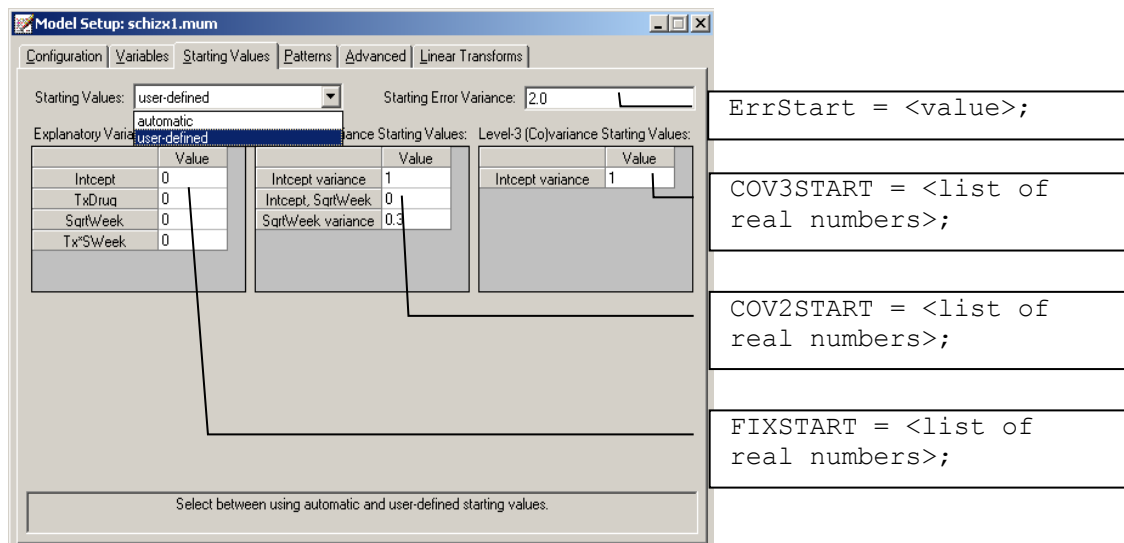 Model Setup: schizx1.mum
Configuration Variables Starting Values Patterns Advanced Linear Transforms
Starting Values: user-defined Starting Error Variance: 2.0
automatic
user-defined
Explanatory Varia iance Starting Values: Level-3 (Co)variance Starting Values:
Value
Intcept 0
TxDrug 0
SqrtWeek 0
Tx*SWeek 0
Value
Intcept variance 1
Intcept, SqrtWeek 0
SqrtWeek variance 0.3
Value
Intcept variance 1
Select between using automatic and user-defined starting values.
ErrStart = <value>;
COV3START = <list of
real numbers>;
COV2START = <list of
real numbers>;
FIXSTART = <list of
real numbers>;